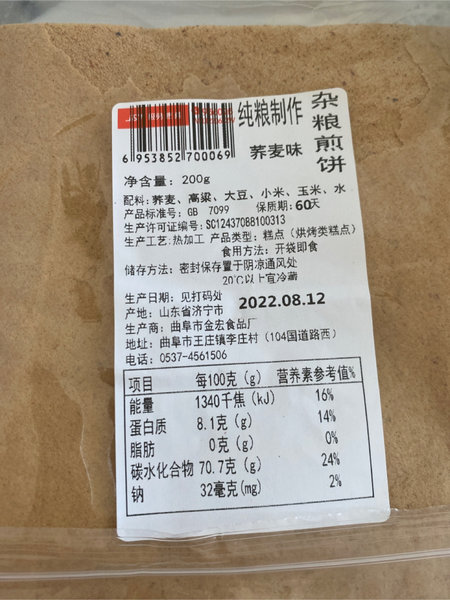 纯粮制作
杂粮煎饼
荞麦味
6 953852 700069
净含量: 200g
配料: 荞麦、高粱、大豆、小米、玉米、水
产品标准号: GB 7099 保质期: 60天
生产许可证编号: SC12437088100313
生产工艺: 热加工 产品类型: 糕点 (烘烤类糕点)
食用方法: 开袋即食
储存方法: 密封保存置于阴凉通风处
20℃以上宜冷藏
生产日期: 见打码处
2022.08.12
产地: 山东省济宁市
生产商: 曲阜市金宏食品厂
地址: 曲阜市王庄镇李庄村 (104国道路西)
电话: 0537-4561506
项目 每100克 (g) 营养素参考值%
能量 1340千焦 (kJ) 16%
蛋白质 8.1克 (g) 14%
脂肪 0克 (g) 0%
碳水化合物 70.7克 (g) 24%
钠 32毫克(mg) 2%